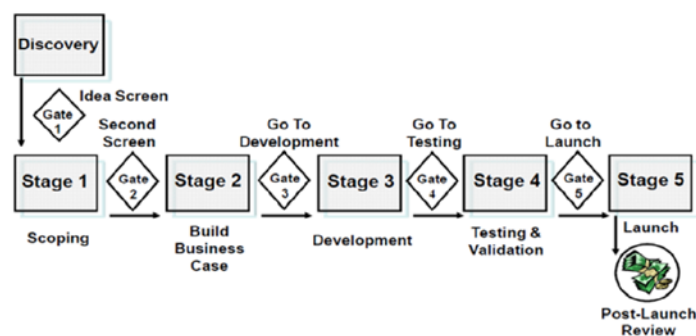 Discovery
Idea Screen
Gate
1
Second
Screen
Go To
Development
Go To
Testing
Go to
Launch
Stage 1
Gate
2
Stage 2
Gate
3
Stage 3
Gate
4
Stage 4
Gate
5
Stage 5
Scoping
Build
Business
Case
Development
Testing &
Validation
Launch
Post-Launch
Review